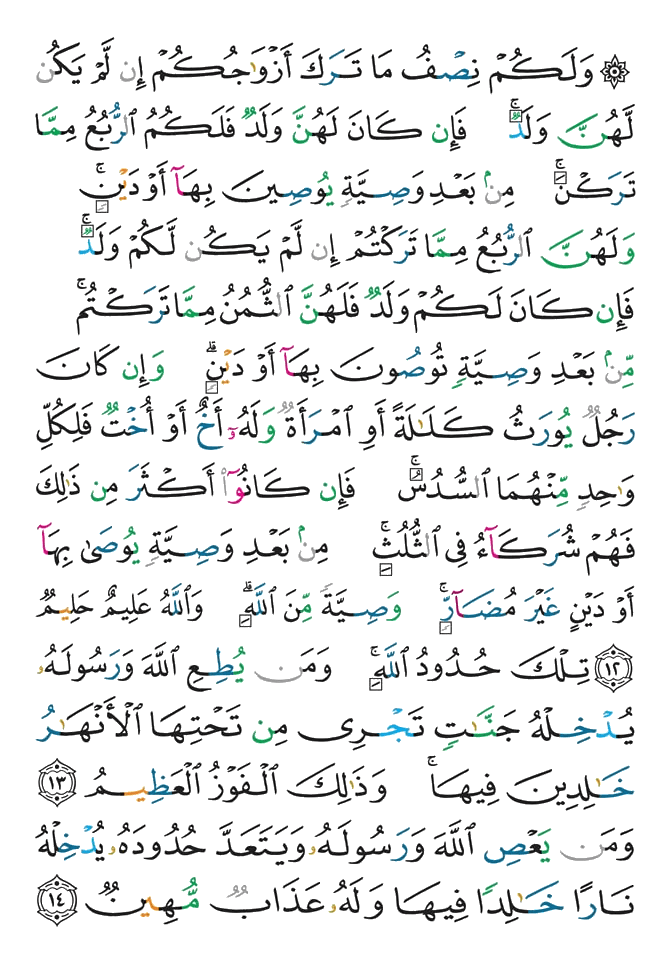 ۞ وَلَكُمْ نِصْفُ مَا تَرَكَ أَزْوَٰجُكُمْ إِن لَّمْ يَكُن
لَّهُنَّ وَلَدٌ ۚ فَإِن كَانَ لَهُنَّ وَلَدٌ فَلَكُمُ ٱلرُّبُعُ مِمَّا
تَرَكْنَ ۚ مِنۢ بَعْدِ وَصِيَّةٍ يُوصِينَ بِهَآ أَوْ دَيْنٍ ۚ
وَلَهُنَّ ٱلرُّبُعُ مِمَّا تَرَكْتُمْ إِن لَّمْ يَكُن لَّكُمْ وَلَدٌ ۚ
فَإِن كَانَ لَكُمْ وَلَدٌ فَلَهُنَّ ٱلثُّمُنُ مِمَّا تَرَكْتُم ۚ
مِّنۢ بَعْدِ وَصِيَّةٍ تُوصُونَ بِهَآ أَوْ دَيْنٍ ۗ وَإِن كَانَ
رَجُلٌ يُورَثُ كَلَٰلَةً أَوِ ٱمْرَأَةٌ وَلَهُۥٓ أَخٌ أَوْ أُخْتٌ فَلِكُلِّ
وَٰحِدٍ مِّنْهُمَا ٱلسُّدُسُ ۚ فَإِن كَانُوٓا۟ أَكْثَرَ مِن ذَٰلِكَ
فَهُمْ شُرَكَآءُ فِى ٱلثُّلُثِ ۚ مِنۢ بَعْدِ وَصِيَّةٍ يُوصَىٰ بِهَآ
أَوْ دَيْنٍ غَيْرَ مُضَآرٍّ ۚ وَصِيَّةً مِّنَ ٱللَّهِ ۗ وَٱللَّهُ عَلِيمٌ حَلِيمٌ
١٢ تِلْكَ حُدُودُ ٱللَّهِ ۚ وَمَن يُطِعِ ٱللَّهَ وَرَسُولَهُۥ
يُدْخِلْهُ جَنَّٰتٍ تَجْرِى مِن تَحْتِهَا ٱلْأَنْهَٰرُ
خَٰلِدِينَ فِيهَا ۚ وَذَٰلِكَ ٱلْفَوْزُ ٱلْعَظِيمُ ١٣
وَمَن يَعْصِ ٱللَّهَ وَرَسُولَهُۥ وَيَتَعَدَّ حُدُودَهُۥ يُدْخِلْهُ
نَارًا خَٰلِدًا فِيهَا وَلَهُۥ عَذَابٌ مُّهِينٌ ١٤